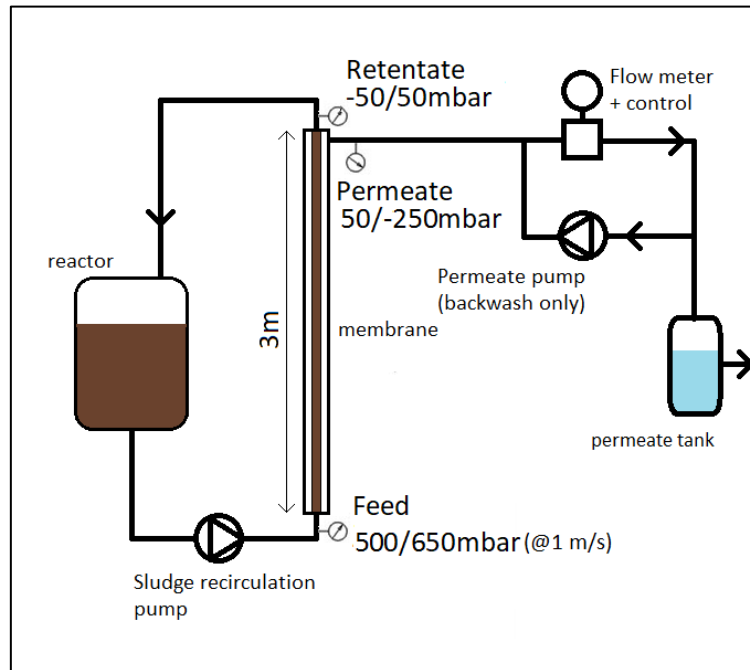 Retentate
-50/50mbar
Flow meter
+ control
Permeate
50/-250mbar
reactor
Permeate pump
(backwash only)
3m
membrane
permeate tank
Feed
500/650mbar (@1 m/s)
Sludge recirculation
pump